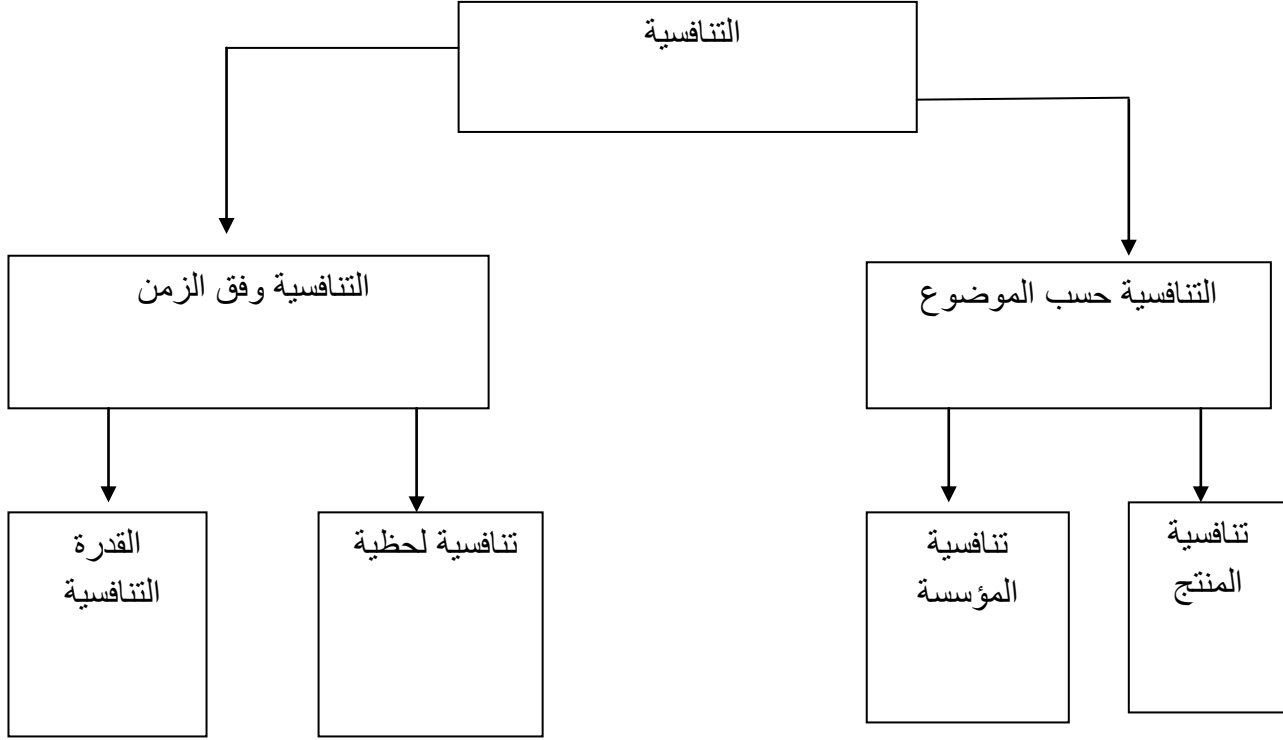 التنافسية
التنافسية حسب الموضوع
التنافسية وفق الزمن
تنافسية
المنتج
تنافسية
المؤسسة
تنافسية لحظية
القدرة
التنافسية